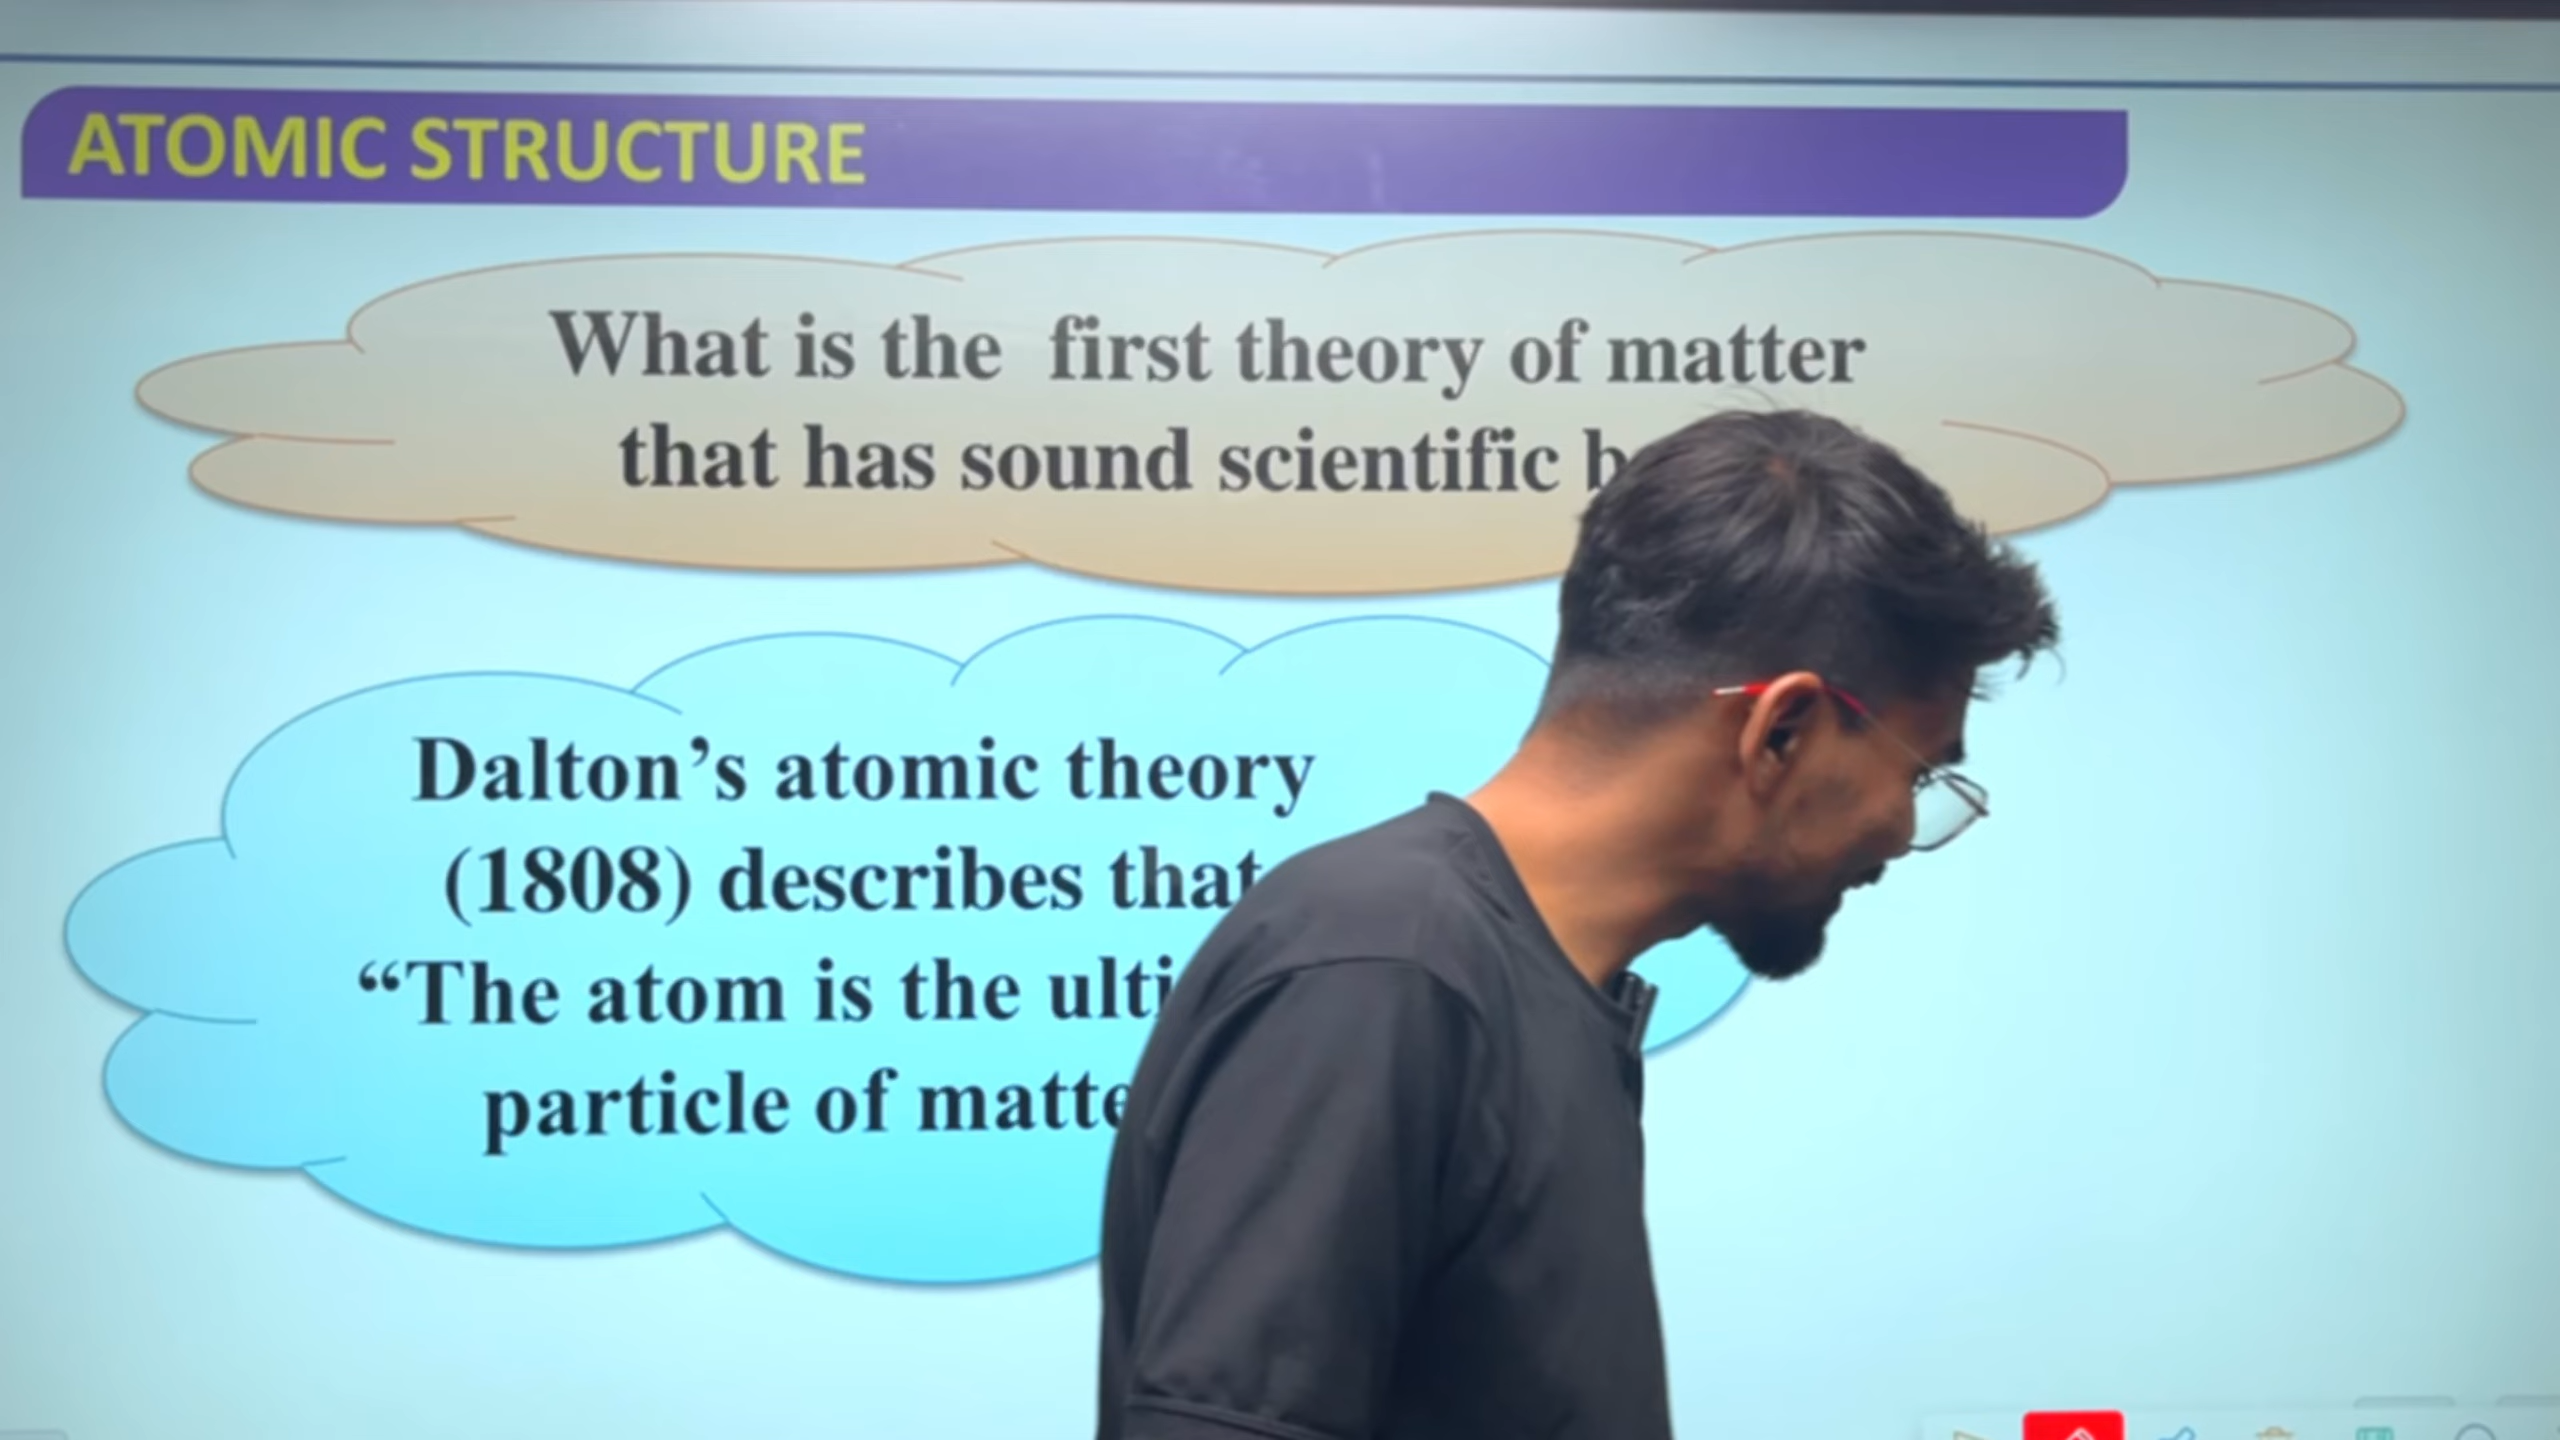 ATOMIC STRUCTURE
What is the first theory of matter
that has sound scientific
Dalton’s atomic theory
(1808) describes that
“The atom is the
particle of